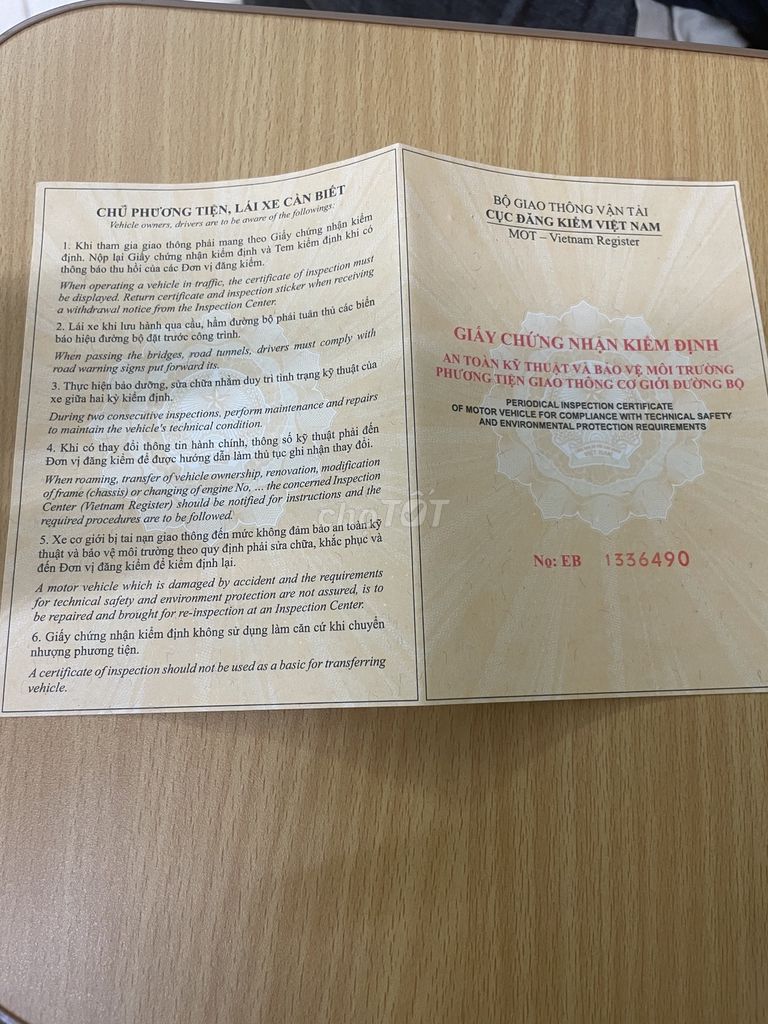 CHỦ PHƯƠNG TIỆN, LÁI XE CẦN BIẾT
Vehicle owners, drivers are to be aware of the followings:
1. Khi tham gia giao thông phải mang theo Giấy chứng nhận kiểm
định. Nộp lại Giấy chứng nhận kiểm định và Tem kiểm định khi có
thông báo thu hồi của các Đơn vị đăng kiểm.
When operating a vehicle in traffic, the certificate of inspection must
be displayed. Return certificate and inspection sticker when receiving
a withdrawal notice from the Inspection Center.
2. Lái xe khi lưu hành qua cầu, hầm đường bộ phải tuân thủ các biển
báo hiệu đường bộ đặt trước công trình.
When passing the bridges, road tunnels, drivers must comply with
road warning signs put forward its.
3. Thực hiện bảo dưỡng, sửa chữa nhằm duy trì tình trạng kỹ thuật của
xe giữa hai kỳ kiểm định.
During two consecutive inspections, perform maintenance and repairs
to maintain the vehicle's technical condition.
4. Khi có thay đổi thông tin hành chính, thông số kỹ thuật phải đến
Đơn vị đăng kiểm để được hướng dẫn làm thủ tục ghi nhận thay đổi.
When roaming, transfer of vehicle ownership, renovation, modification
of frame (chassis) or changing of engine No, ... the concerned Inspection
Center (Vietnam Register) should be notified for instructions and the
required procedures are to be followed.
5. Xe cơ giới bị tai nạn giao thông đến mức không đảm bảo an toàn kỹ
thuật và bảo vệ môi trường theo quy định phải sửa chữa, khắc phục và
đến Đơn vị đăng kiểm để kiểm định lại.
A motor vehicle which is damaged by accident and the requirements
for technical safety and environment protection are not assured, is to
be repaired and brought for re-inspection at an Inspection Center.
6. Giấy chứng nhận kiểm định không sử dụng làm căn cứ khi chuyển
nhượng phương tiện.
A certificate of inspection should not be used as a basic for transferring
vehicle.
BỘ GIAO THÔNG VẬN TẢI
CỤC ĐĂNG KIỂM VIỆT NAM
MOT – Vietnam Register
GIẤY CHỨNG NHẬN KIỂM ĐỊNH
AN TOÀN KỸ THUẬT VÀ BẢO VỆ MÔI TRƯỜNG
PHƯƠNG TIỆN GIAO THÔNG CƠ GIỚI ĐƯỜNG BỘ
PERIODICAL INSPECTION CERTIFICATE
OF MOTOR VEHICLE FOR COMPLIANCE WITH TECHNICAL SAFETY
AND ENVIRONMENTAL PROTECTION REQUIREMENTS
VIỆT NAM
No: EB 1336490
chợTỐT